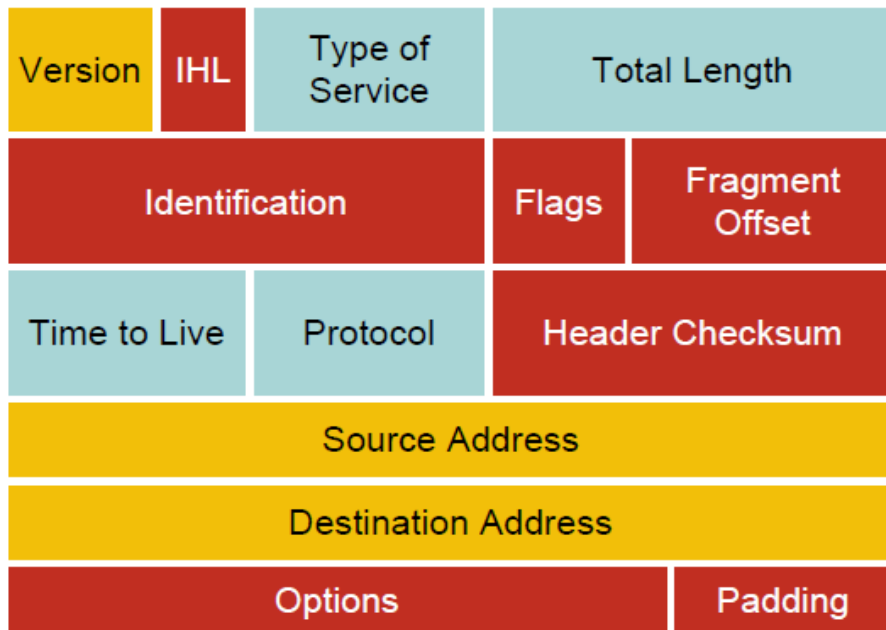 Version
IHL
Type of
Service
Total Length
Identification
Flags
Fragment
Offset
Time to Live
Protocol
Header Checksum
Source Address
Destination Address
Options
Padding